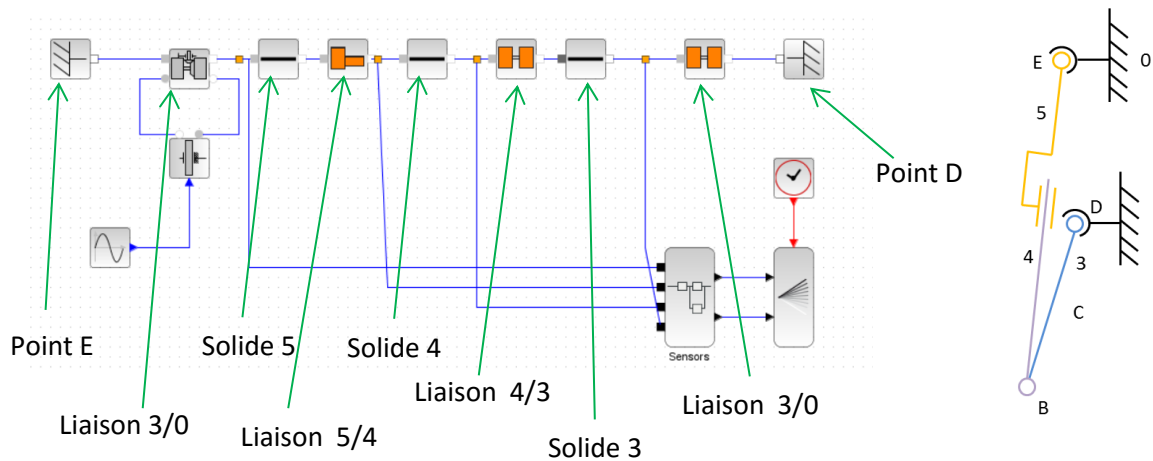 E
0
5
Point D
D
4
3
C
B
Point E
Solide 5
Solide 4
Sensors
Liaison 3/0
Liaison 5/4
Liaison 4/3
Solide 3
Liaison 3/0